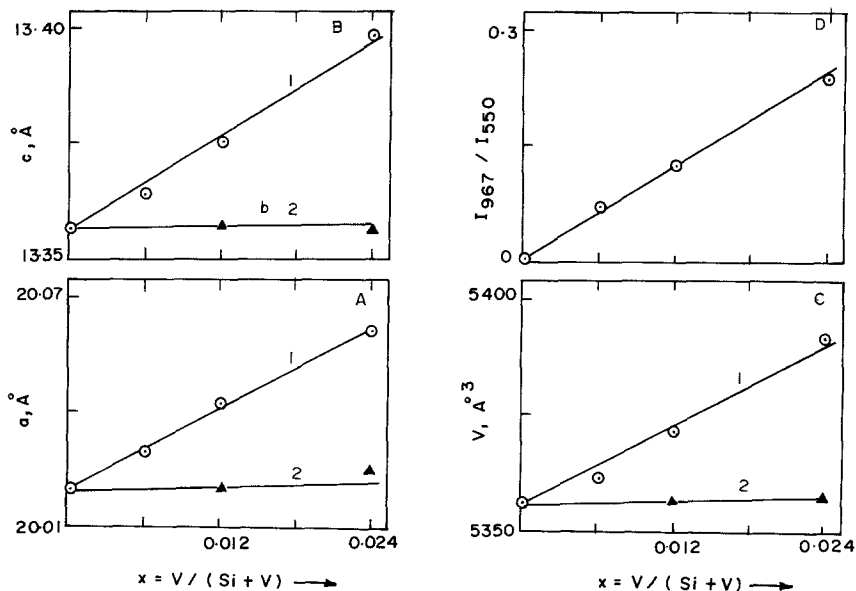 13·40
B
1
c, Å
b 2
13·35
0·3
D
I967 / I550
0
20·07
A
1
a, Å
2
20·01
0·012
0·024
x = V / ( Si + V )
5400
C
1
V, A°3
2
5350
0·012
0·024
x = V / ( Si + V )